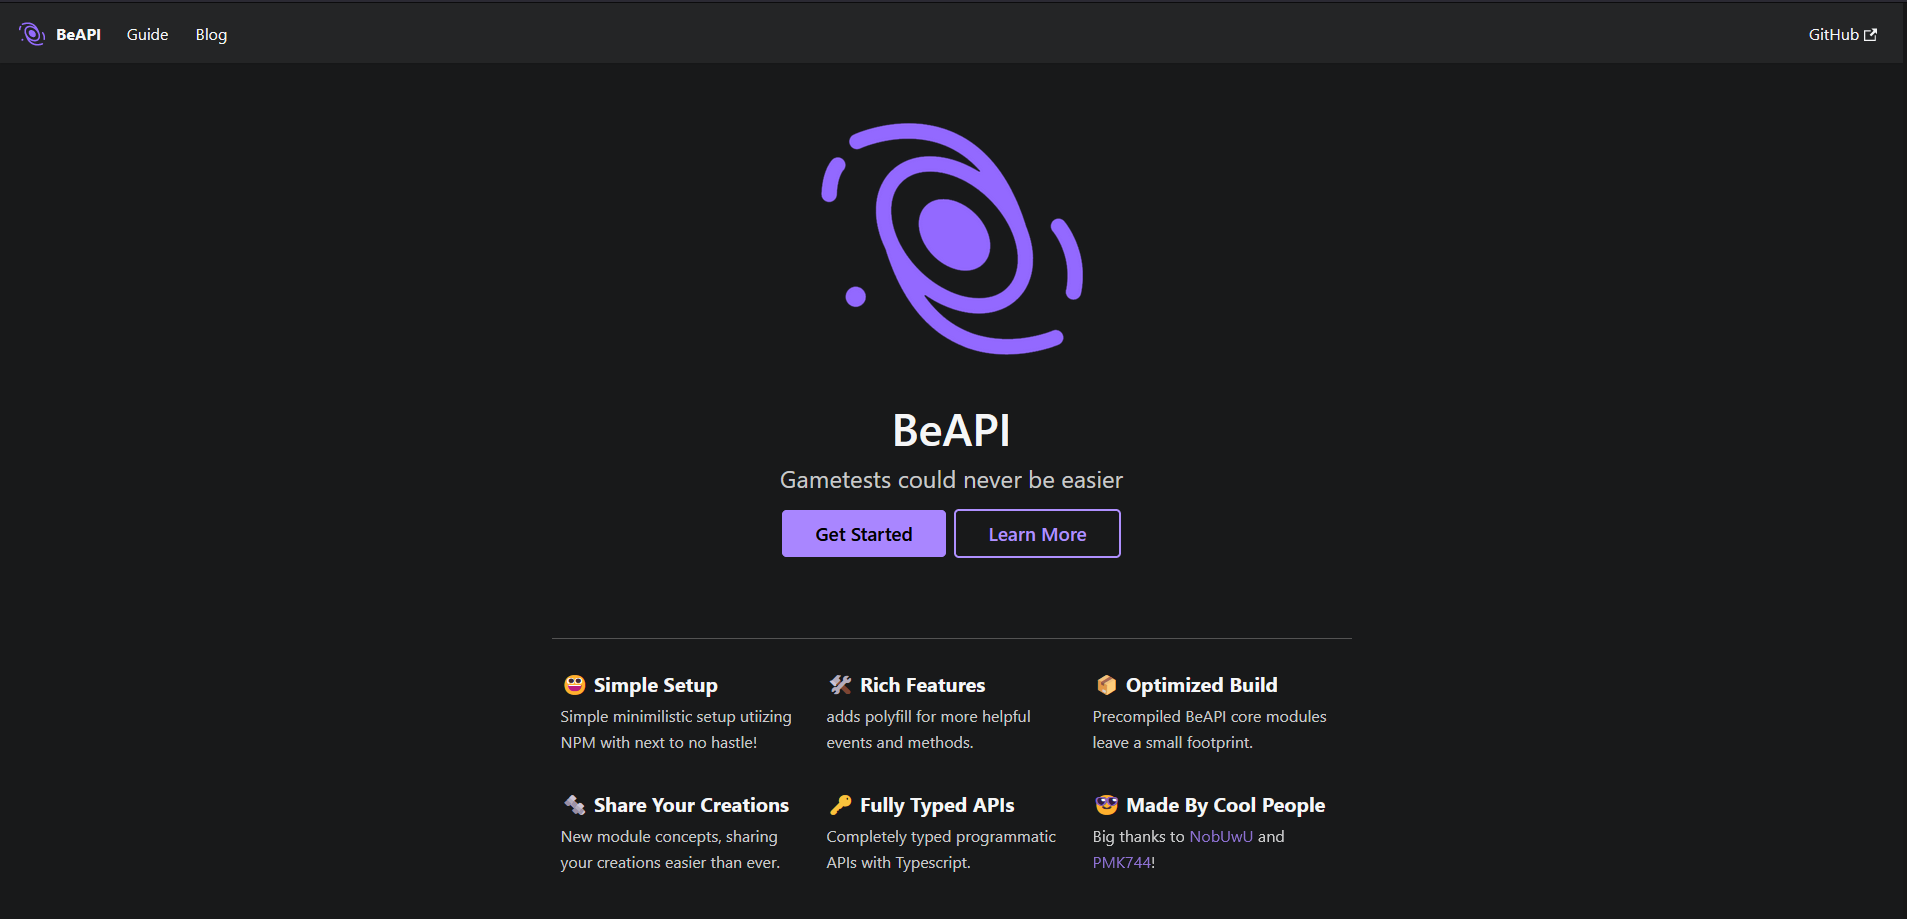 BeAPI Guide Blog GitHub
BeAPI
Gametests could never be easier
Get Started Learn More
Simple Setup
Simple minimilistic setup utiizing
NPM with next to no hastle!
Rich Features
adds polyfill for more helpful
events and methods.
Optimized Build
Precompiled BeAPI core modules
leave a small footprint.
Share Your Creations
New module concepts, sharing
your creations easier than ever.
Fully Typed APIs
Completely typed programmatic
APIs with Typescript.
Made By Cool People
Big thanks to NobUwU and
PMK744!